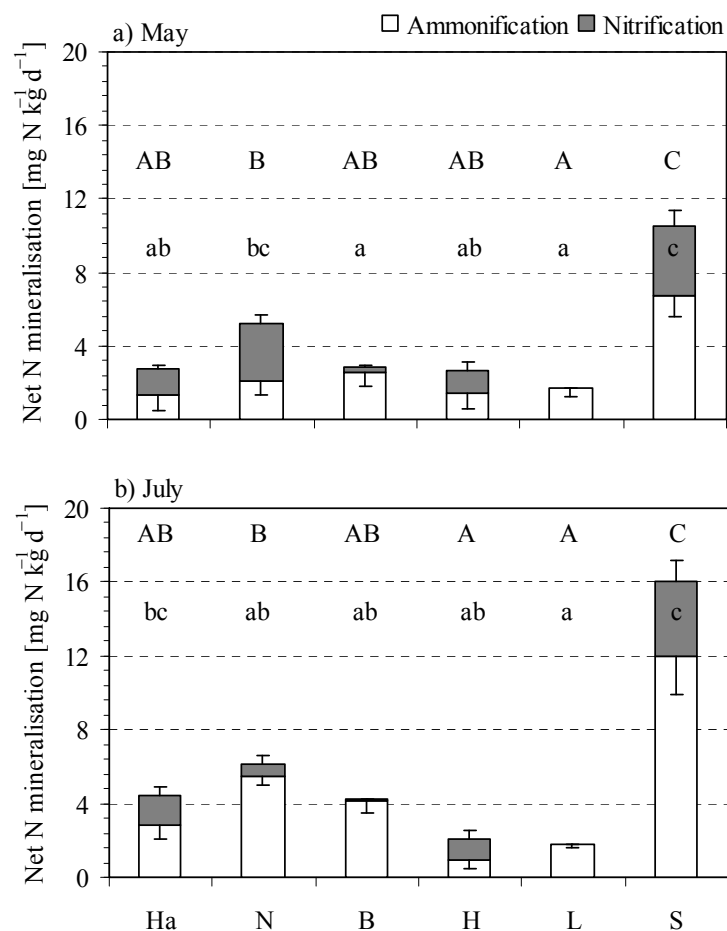 Ammonification Nitrification
a) May
20
16
12
8
4
0
Net N mineralisation [mg N kg⁻¹ d⁻¹]
AB B AB AB A C
ab bc a ab a c
b) July
20
16
12
8
4
0
Net N mineralisation [mg N kg⁻¹ d⁻¹]
AB B AB A A C
bc ab ab ab a c
Ha N B H L S